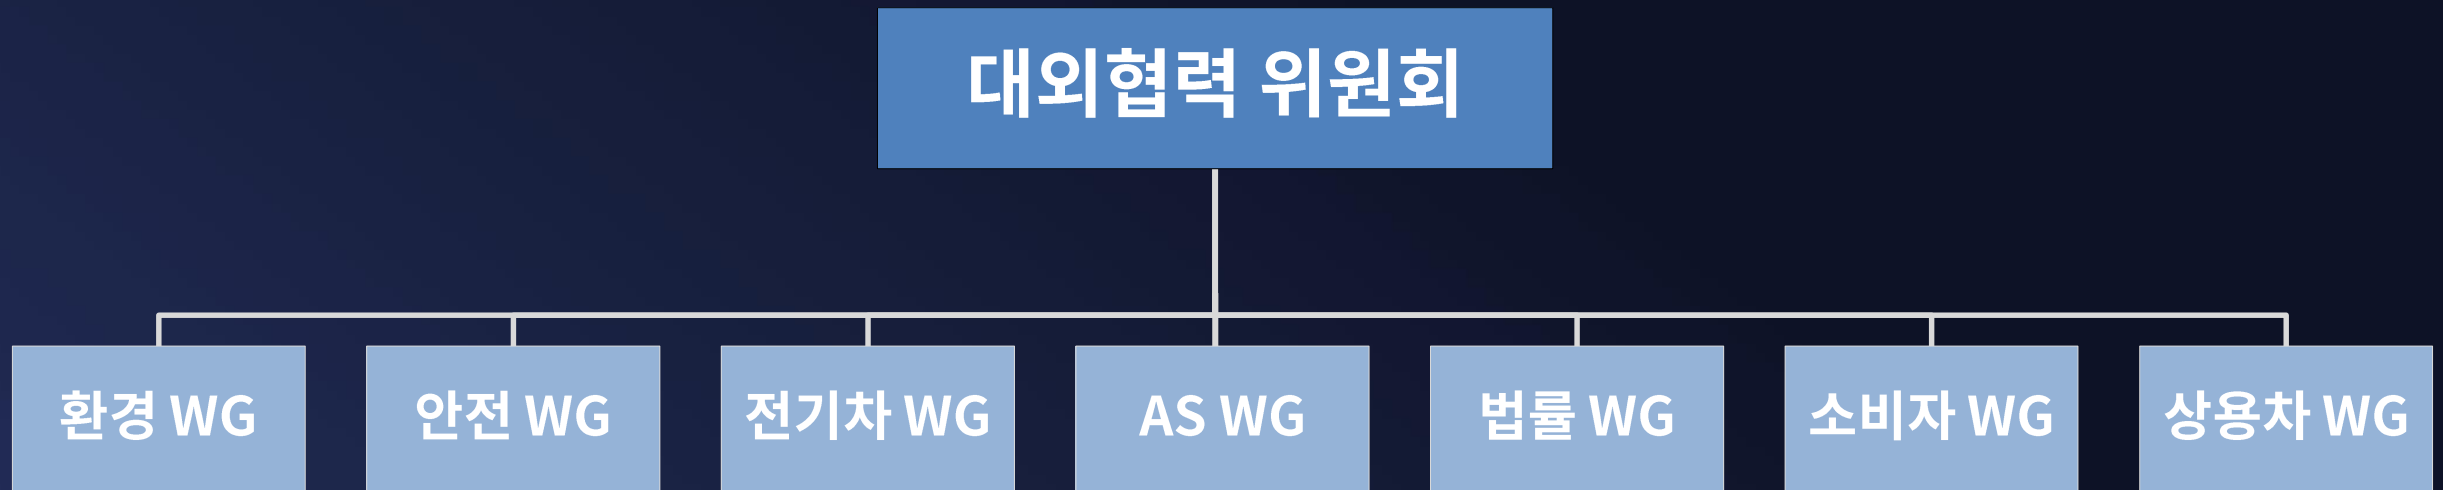 대외협력 위원회
환경 WG
안전 WG
전기차 WG
AS WG
법률 WG
소비자 WG
상용차 WG